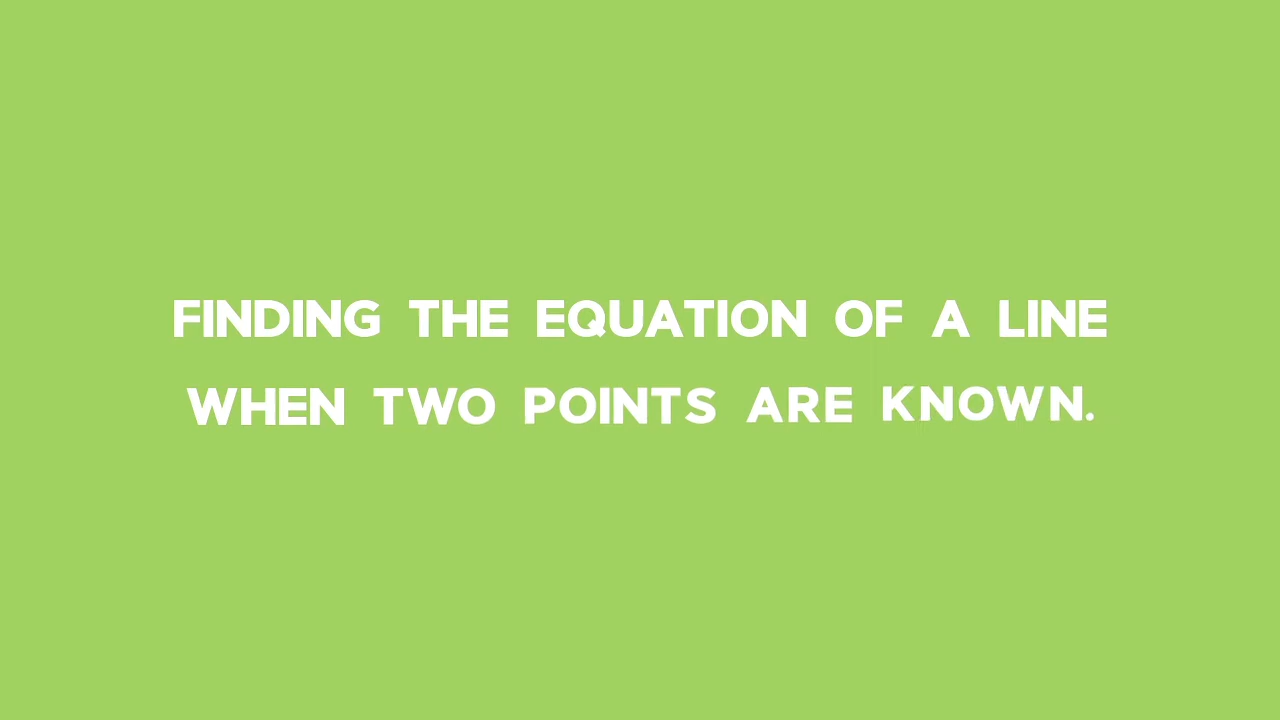 FINDING THE EQUATION OF A LINE
WHEN TWO POINTS ARE KNOWN.